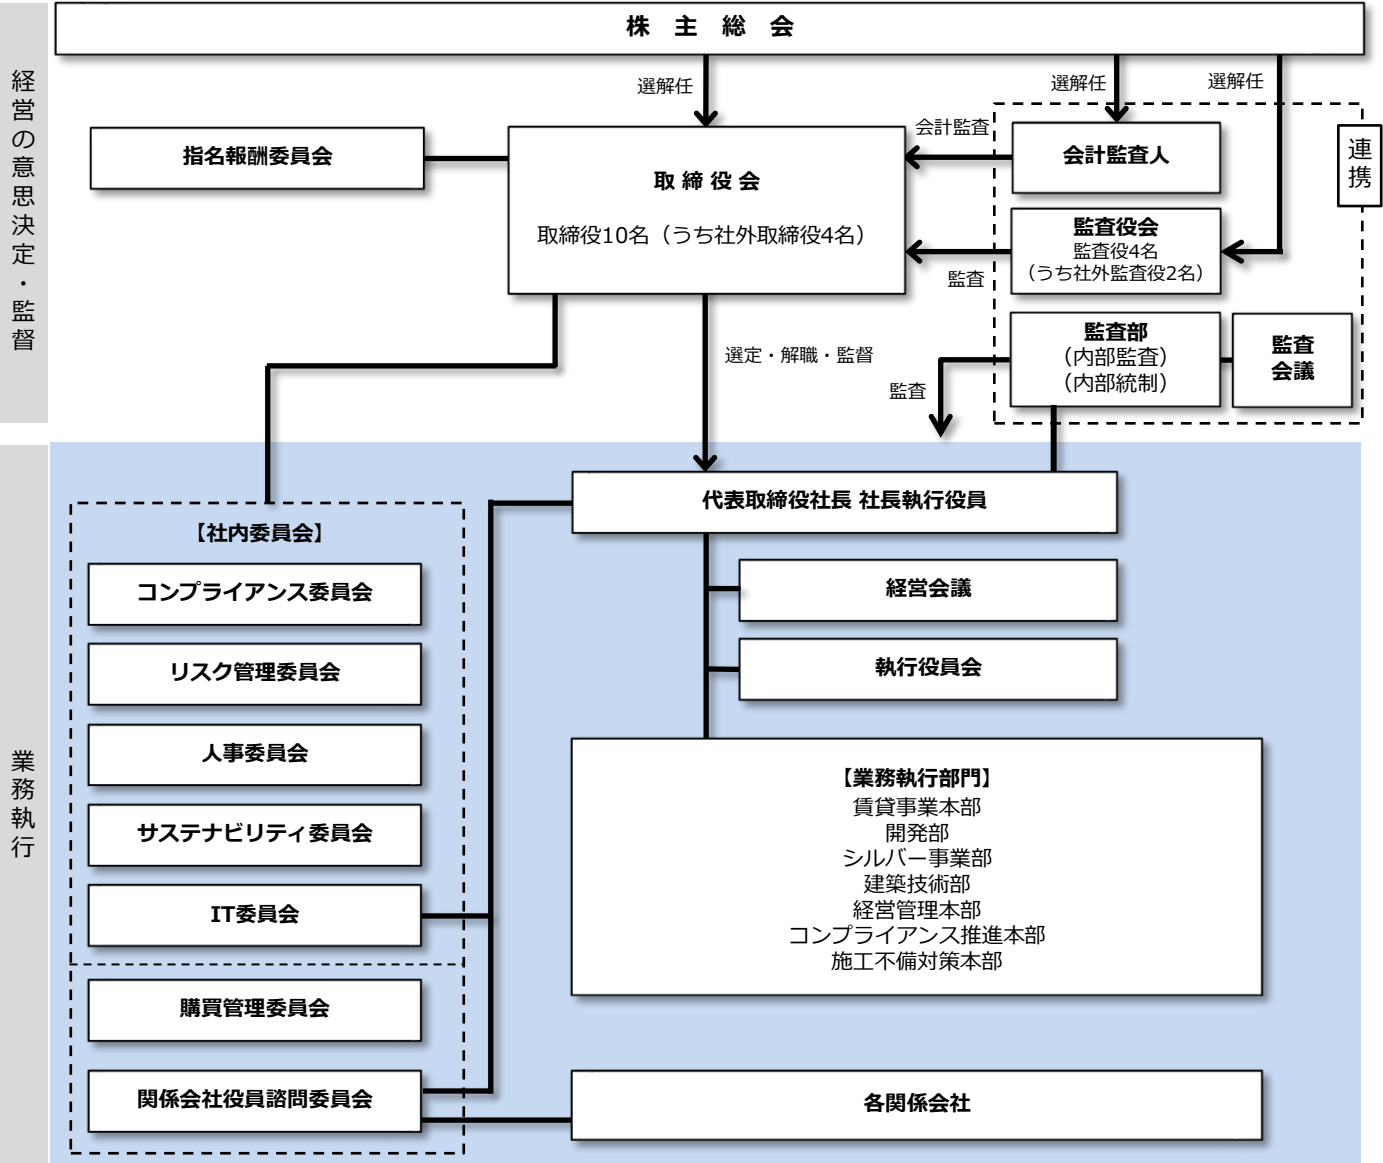 株 主 総 会
経営の意思決定・監督
選解任
選解任
選解任
会計監査
指名報酬委員会
取 締 役 会
取締役10名（うち社外取締役4名）
会計監査人
連携
監査役会
監査役4名
（うち社外監査役2名）
監査
監査部
（内部監査）
（内部統制）
監査
会議
選定・解職・監督
監査
業務執行
代表取締役社長 社長執行役員
【社内委員会】
コンプライアンス委員会
リスク管理委員会
人事委員会
サステナビリティ委員会
IT委員会
購買管理委員会
関係会社役員諮問委員会
経営会議
執行役員会
【業務執行部門】
賃貸事業本部
開発部
シルバー事業部
建築技術部
経営管理本部
コンプライアンス推進本部
施工不備対策本部
各関係会社